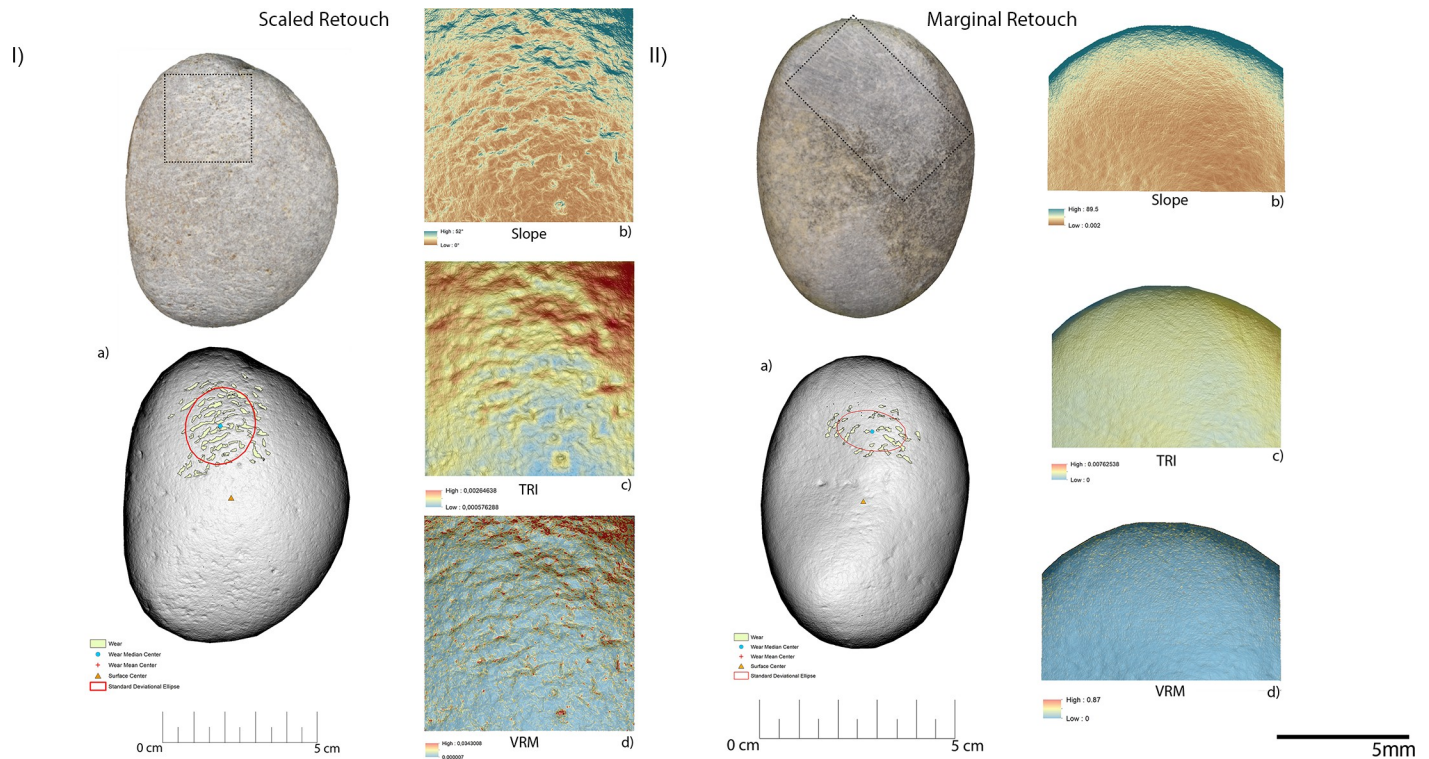 Scaled Retouch
Marginal Retouch
I)
II)
High : 52°
Low : 0°
Slope
b)
High : 89.5
Low : 0.002
Slope
b)
High : 0,00264638
Low : 0,000576288
TRI
c)
High : 0.00762538
Low : 0
TRI
c)
a)
a)
Wear
Wear Median Center
Wear Mean Center
Surface Center
Standard Deviational Ellipse
Wear
Wear Median Center
Wear Mean Center
Surface Center
Standard Deviational Ellipse
High : 0,0343008
0,000007
VRM
d)
High : 0.87
Low : 0
VRM
d)
0 cm
5 cm
0 cm
5 cm
5mm